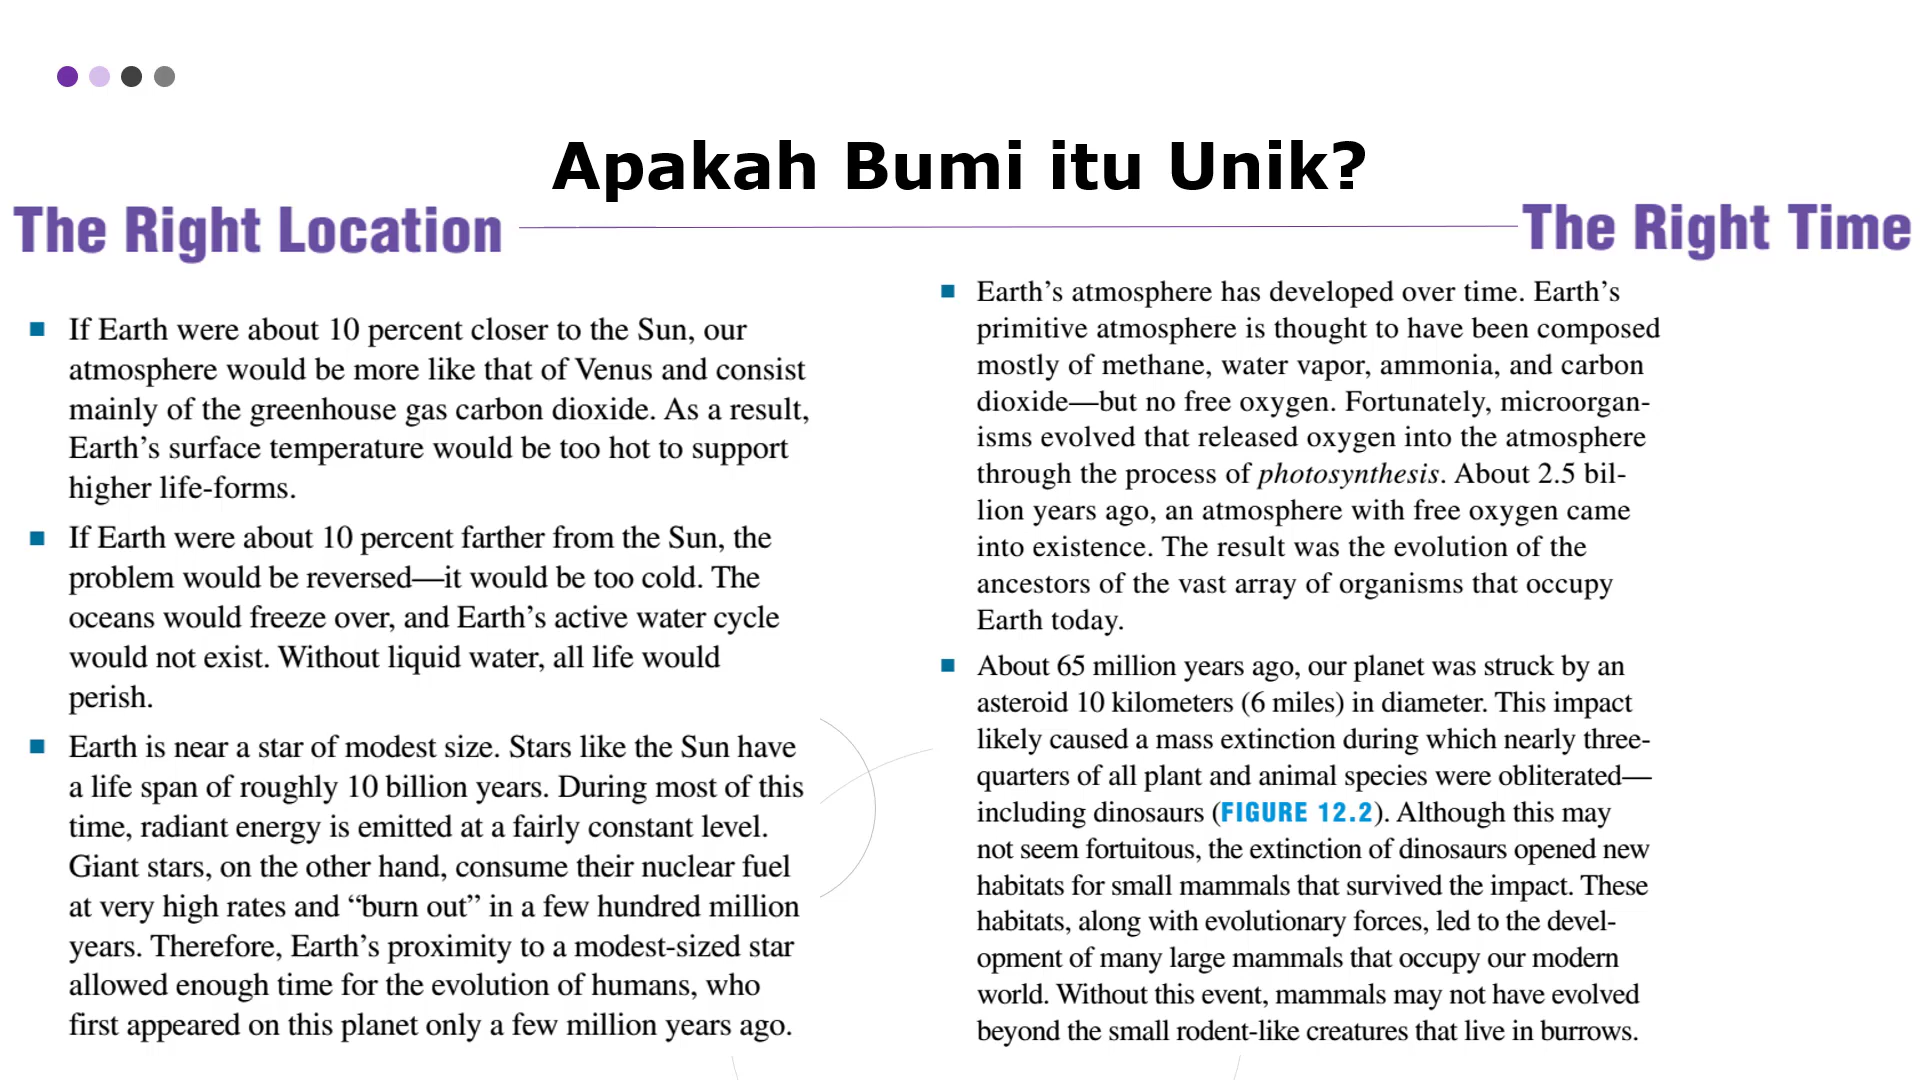 Apakah Bumi itu Unik?
The Right Location
If Earth were about 10 percent closer to the Sun, our
atmosphere would be more like that of Venus and consist
mainly of the greenhouse gas carbon dioxide. As a result,
Earth’s surface temperature would be too hot to support
higher life-forms.
If Earth were about 10 percent farther from the Sun, the
problem would be reversed—it would be too cold. The
oceans would freeze over, and Earth’s active water cycle
would not exist. Without liquid water, all life would
perish.
Earth is near a star of modest size. Stars like the Sun have
a life span of roughly 10 billion years. During most of this
time, radiant energy is emitted at a fairly constant level.
Giant stars, on the other hand, consume their nuclear fuel
at very high rates and “burn out” in a few hundred million
years. Therefore, Earth’s proximity to a modest-sized star
allowed enough time for the evolution of humans, who
first appeared on this planet only a few million years ago.
The Right Time
Earth’s atmosphere has developed over time. Earth’s
primitive atmosphere is thought to have been composed
mostly of methane, water vapor, ammonia, and carbon
dioxide—but no free oxygen. Fortunately, microorgan-
isms evolved that released oxygen into the atmosphere
through the process of photosynthesis. About 2.5 bil-
lion years ago, an atmosphere with free oxygen came
into existence. The result was the evolution of the
ancestors of the vast array of organisms that occupy
Earth today.
About 65 million years ago, our planet was struck by an
asteroid 10 kilometers (6 miles) in diameter. This impact
likely caused a mass extinction during which nearly three-
quarters of all plant and animal species were obliterated—
including dinosaurs (FIGURE 12.2). Although this may
not seem fortuitous, the extinction of dinosaurs opened new
habitats for small mammals that survived the impact. These
habitats, along with evolutionary forces, led to the devel-
opment of many large mammals that occupy our modern
world. Without this event, mammals may not have evolved
beyond the small rodent-like creatures that live in burrows.